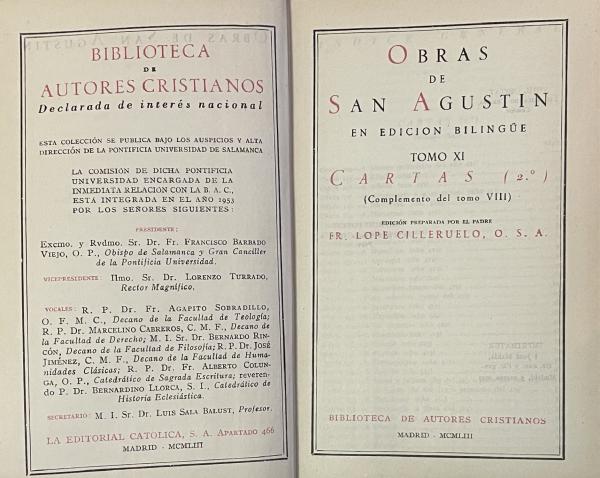 BIBLIOTECA
DE
AUTORES CRISTIANOS
Declarada de interés nacional
ESTA COLECCIÓN SE PUBLICA BAJO LOS AUSPICIOS Y ALTA
DIRECCIÓN DE LA PONTIFICIA UNIVERSIDAD DE SALAMANCA
LA COMISIÓN DE DICHA PONTIFICIA
UNIVERSIDAD ENCARGADA DE LA
INMEDIATA RELACIÓN CON LA B. A. C.,
ESTÁ INTEGRADA EN EL AÑO 1953
POR LOS SEÑORES SIGUIENTES:
PRESIDENTE:
Excmo. y Rvdmo. Sr. Dr. Fr. FRANCISCO BARBADO
VIEJO, O. P., Obispo de Salamanca y Gran Canciller
de la Pontificia Universidad.
VICEPRESIDENTE: Ilmo. Sr. Dr. LORENZO TURRADO,
Rector Magnífico.
VOCALES: R. P. Dr. Fr. AGAPITO SOBRADILLO,
O. F. M. C., Decano de la Facultad de Teología;
R. P. Dr. MARCELINO CABREROS, C. M. F., Decano de
la Facultad de Derecho; M. I. Sr. Dr. BERNARDO RIN-
CÓN, Decano de la Facultad de Filosofía; R. P. Dr. JOSÉ
JIMÉNEZ, C. M. F., Decano de la Facultad de Huma-
nidades Clásicas; R. P. Dr. Fr. ALBERTO COLUN-
GA, O. P., Catedrático de Sagrada Escritura; reveren-
do P. Dr. BERNARDINO LLORCA, S. I., Catedrático de
Historia Eclesiástica.
SECRETARIO: M. I. Sr. Dr. LUIS SALA BALUST, Profesor.
LA EDITORIAL CATOLICA, S. A. APARTADO 466
MADRID - MCMLIII
OBRAS
DE
SAN AGUSTIN
EN EDICION BILINGÜE
TOMO XI
CARTAS (2.º)
(Complemento del tomo VIII)
EDICIÓN PREPARADA POR EL PADRE
FR. LOPE CILLERUELO, O. S. A.
BIBLIOTECA DE AUTORES CRISTIANOS
MADRID - MCMLIII